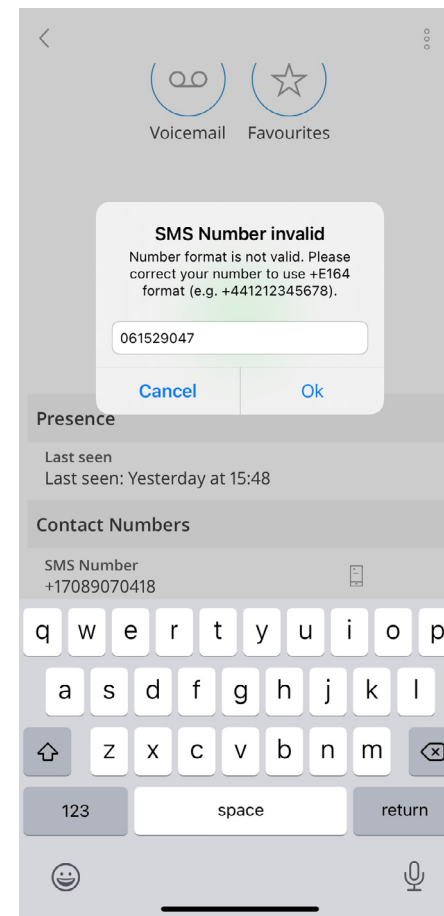 Voicemail Favourites
SMS Number invalid
Number format is not valid. Please
correct your number to use +E164
format (e.g. +441212345678).
061529047
Cancel Ok
Presence
Last seen
Last seen: Yesterday at 15:48
Contact Numbers
SMS Number
+17089070418
q w e r t y u i o p
a s d f g h j k l
z x c v b n m
123 space return